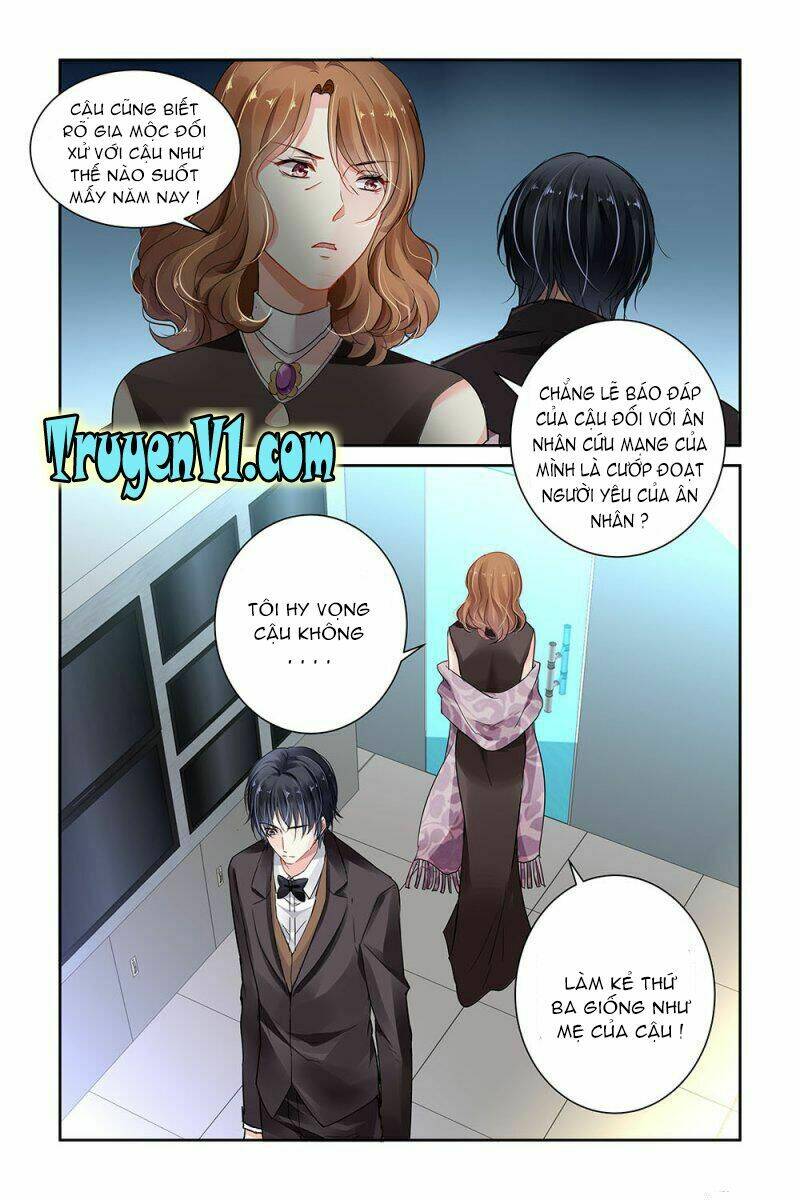 CẬU CŨNG BIẾT
RÕ GIA MỘC ĐỐI
XỬ VỚI CẬU NHƯ
THẾ NÀO SUỐT
MẤY NĂM NAY !
CHẲNG LẼ BÁO ĐÁP
CỦA CẬU ĐỐI VỚI ÂN
NHÂN CỨU MẠNG CỦA
MÌNH LÀ CƯỚP ĐOẠT
NGƯỜI YÊU CỦA ÂN
NHÂN ?
TruyenV1.com
TÔI HY VỌNG
CẬU KHÔNG
. . . .
LÀM KẺ THỨ
BA GIỐNG NHƯ
MẸ CỦA CẬU !